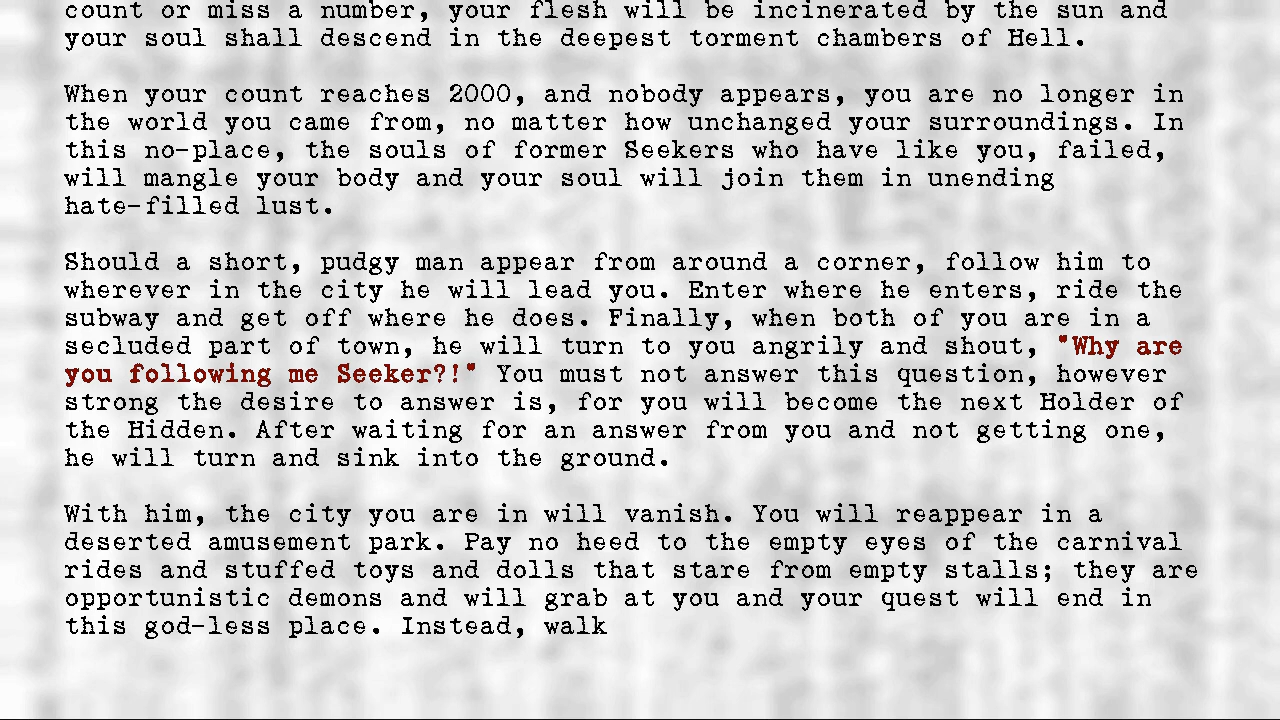 count or miss a number, your flesh will be incinerated by the sun and
your soul shall descend in the deepest torment chambers of Hell.
When your count reaches 2000, and nobody appears, you are no longer in
the world you came from, no matter how unchanged your surroundings. In
this no-place, the souls of former Seekers who have like you, failed,
will mangle your body and your soul will join them in unending
hate-filled lust.
Should a short, pudgy man appear from around a corner, follow him to
wherever in the city he will lead you. Enter where he enters, ride the
subway and get off where he does. Finally, when both of you are in a
secluded part of town, he will turn to you angrily and shout, "Why are
you following me Seeker?!" You must not answer this question, however
strong the desire to answer is, for you will become the next Holder of
the Hidden. After waiting for an answer from you and not getting one,
he will turn and sink into the ground.
With him, the city you are in will vanish. You will reappear in a
deserted amusement park. Pay no heed to the empty eyes of the carnival
rides and stuffed toys and dolls that stare from empty stalls; they are
opportunistic demons and will grab at you and your quest will end in
this god-less place. Instead, walk